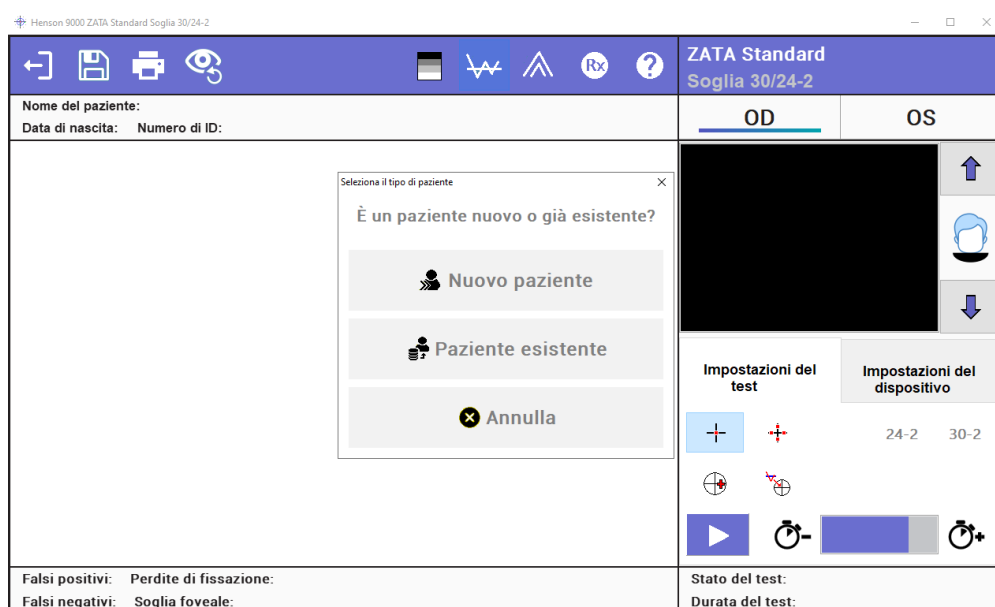 Henson 9000 ZATA Standard Soglia 30/24-2
Rx ?
ZATA Standard
Soglia 30/24-2
Nome del paziente:
Data di nascita: Numero di ID:
OD OS
Seleziona il tipo di paziente
È un paziente nuovo o già esistente?
Nuovo paziente
Paziente esistente
Annulla
Impostazioni del test
Impostazioni del dispositivo
24-2 30-2
Falsi positivi: Perdite di fissazione:
Falsi negativi: Soglia foveale:
Stato del test:
Durata del test: